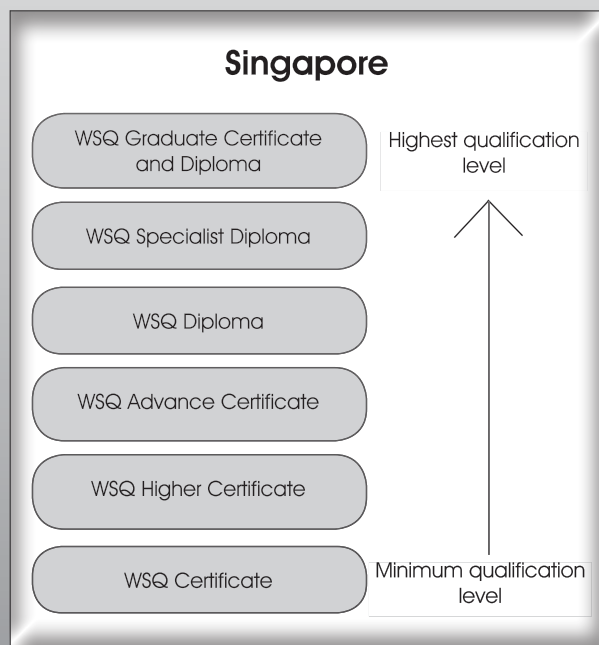 Singapore
WSQ Graduate Certificate
and Diploma
Highest qualification
level
WSQ Specialist Diploma
WSQ Diploma
WSQ Advance Certificate
WSQ Higher Certificate
WSQ Certificate
Minimum qualification
level